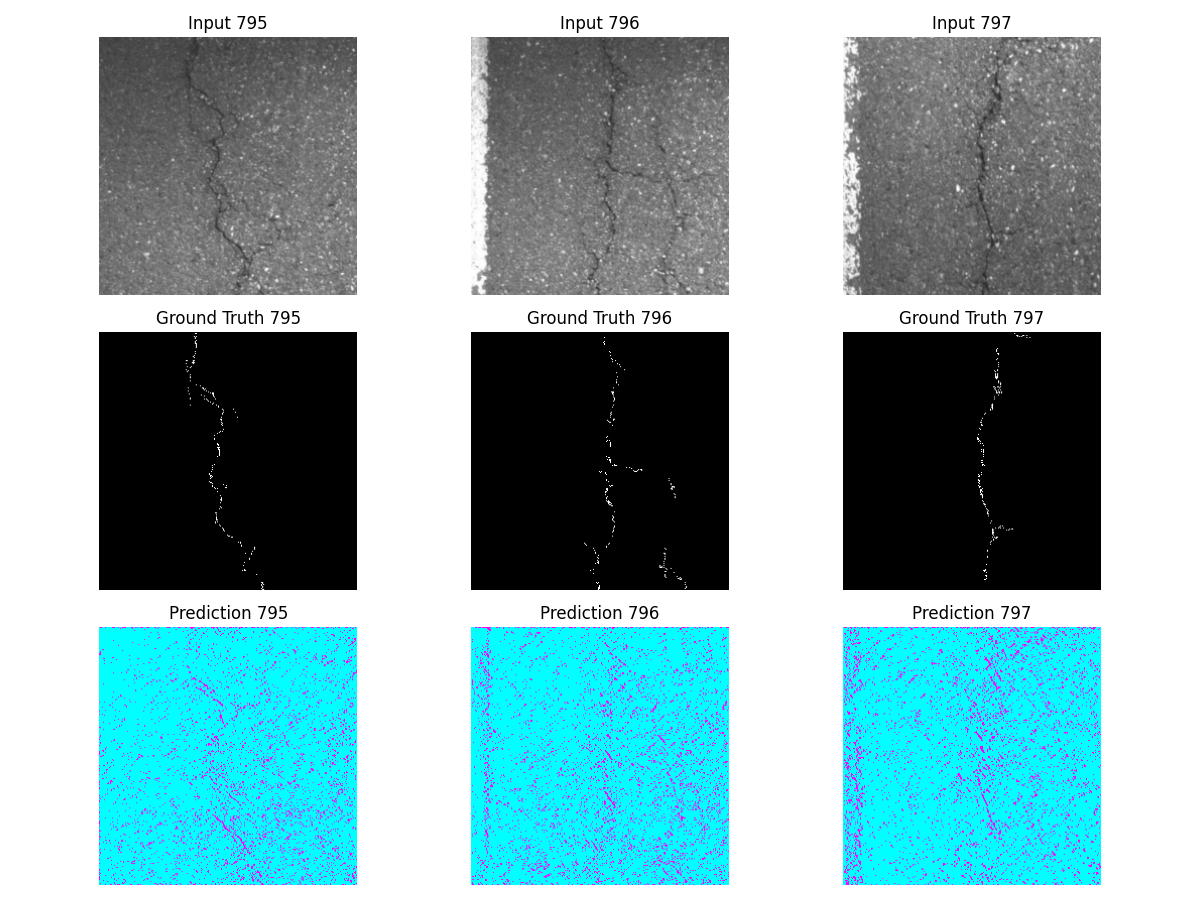 Input 795
Input 796
Input 797
Ground Truth 795
Ground Truth 796
Ground Truth 797
Prediction 795
Prediction 796
Prediction 797